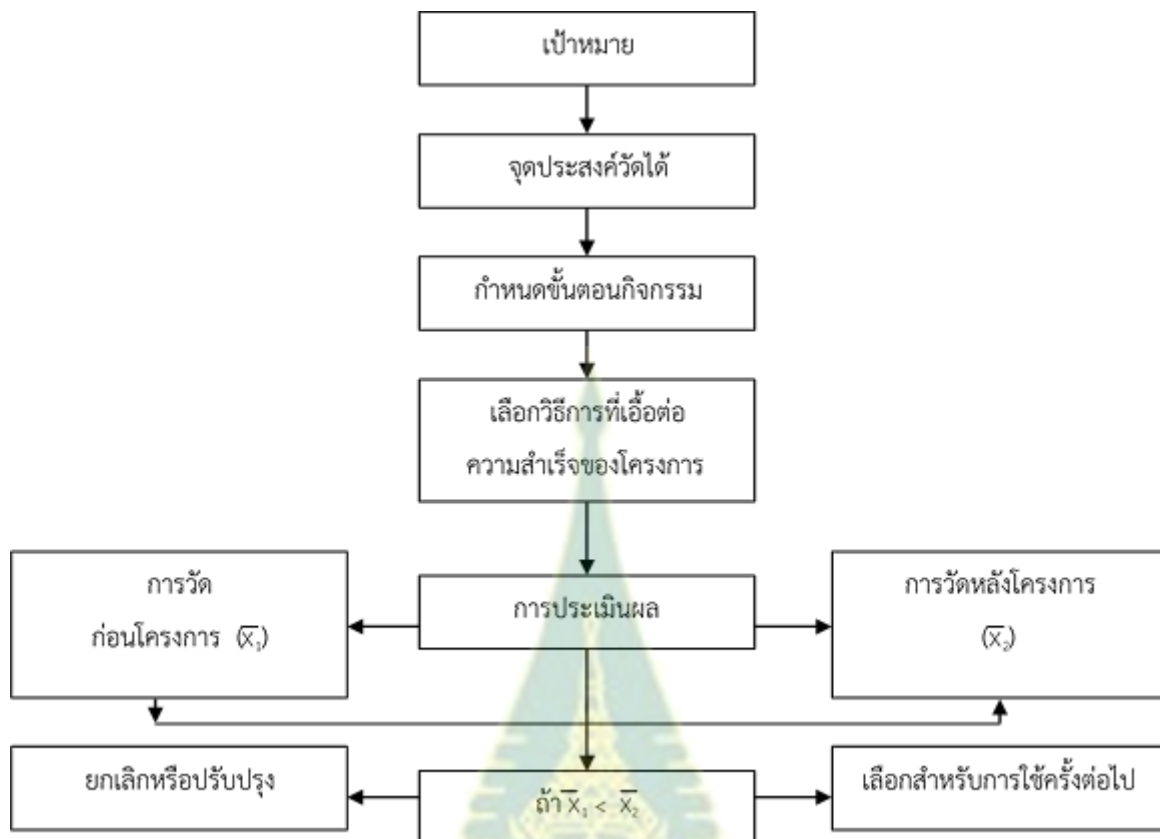 เป้าหมาย
จุดประสงค์วัดได้
กำหนดขั้นตอนกิจกรรม
เลือกวิธีการที่เอื้อต่อ
ความสำเร็จของโครงการ
การวัด
ก่อนโครงการ (x̄₁)
การประเมินผล
การวัดหลังโครงการ
(x̄₂)
ยกเลิกหรือปรับปรุง
ถ้า x̄₁ < x̄₂
เลือกสำหรับการใช้ครั้งต่อไป